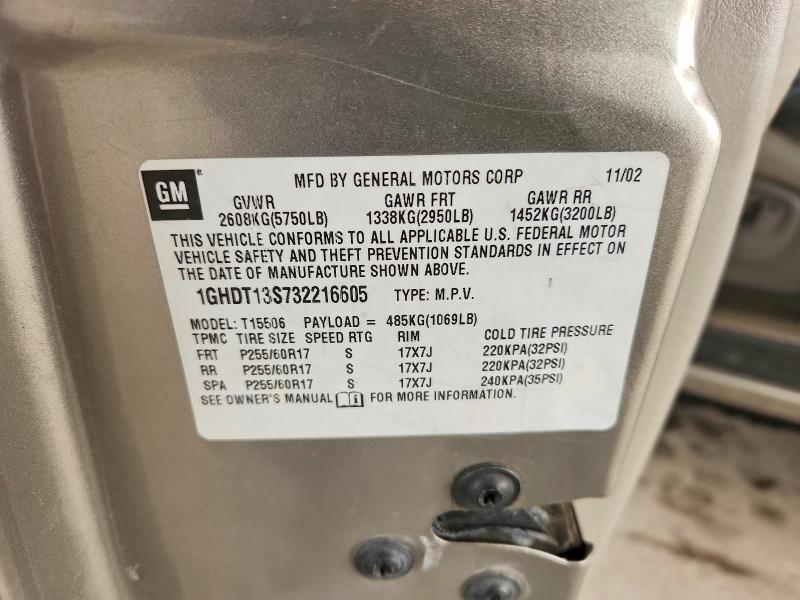 GM
MFD BY GENERAL MOTORS CORP 11/02
GVWR GAWR FRT GAWR RR
2608KG(5750LB) 1338KG(2950LB) 1452KG(3200LB)
THIS VEHICLE CONFORMS TO ALL APPLICABLE U.S. FEDERAL MOTOR
VEHICLE SAFETY AND THEFT PREVENTION STANDARDS IN EFFECT ON
THE DATE OF MANUFACTURE SHOWN ABOVE.
1GHDT13S732216605 TYPE: M.P.V.
MODEL: T15506 PAYLOAD = 485KG(1069LB)
TPMC TIRE SIZE SPEED RTG RIM COLD TIRE PRESSURE
FRT P255/60R17 S 17X7J 220KPA(32PSI)
RR P255/60R17 S 17X7J 220KPA(32PSI)
SPA P255/60R17 S 17X7J 240KPA(35PSI)
SEE OWNER'S MANUAL FOR MORE INFORMATION.